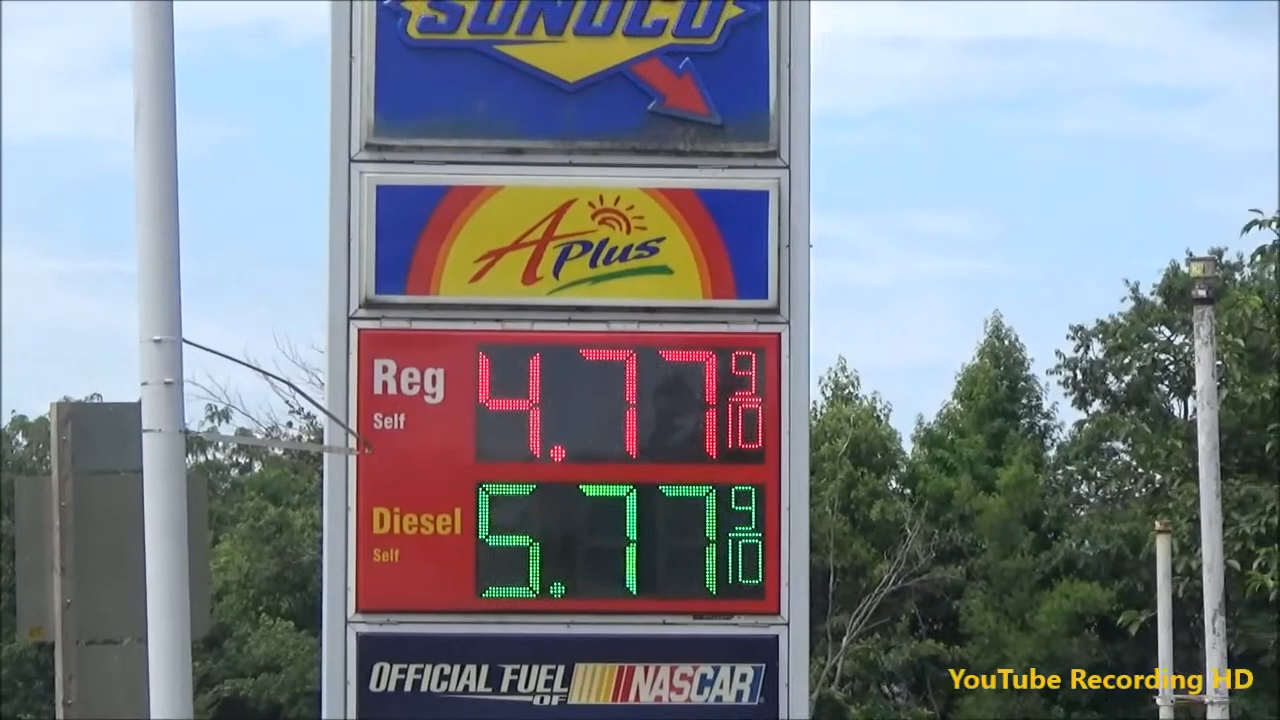 SUNOCO
APlus
Reg 4.77 9/10
Self
Diesel 5.77 9/10
Self
OFFICIAL FUEL OF NASCAR
YouTube Recording HD